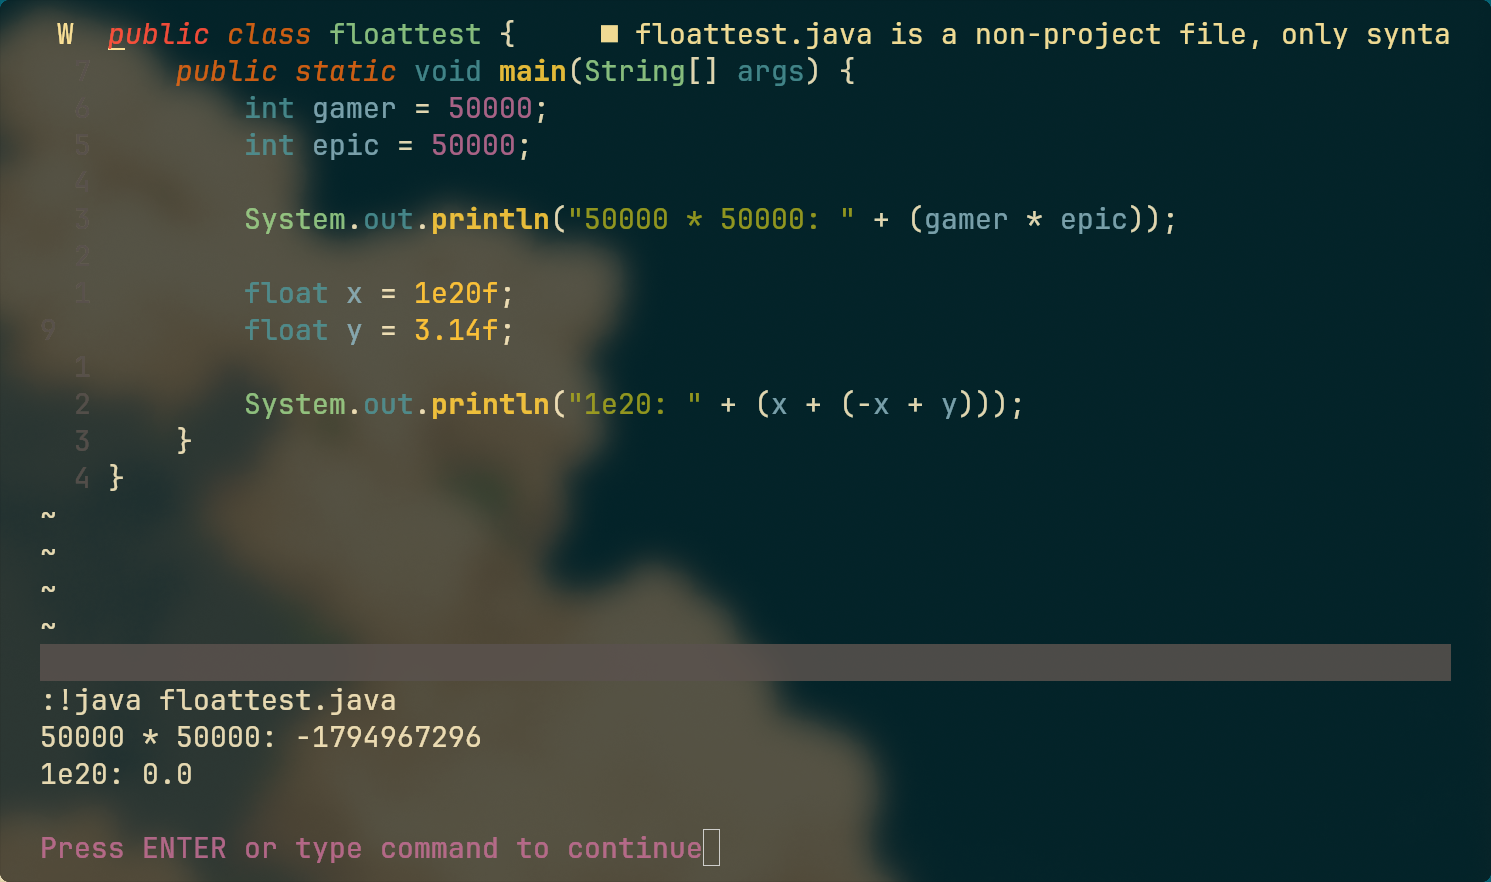 W public class floattest { ■ floattest.java is a non-project file, only synta
7 public static void main(String[] args) {
6 int gamer = 50000;
5 int epic = 50000;
4
3 System.out.println("50000 * 50000: " + (gamer * epic));
2
1 float x = 1e20f;
9 float y = 3.14f;
1
2 System.out.println("1e20: " + (x + (-x + y)));
3 }
4 }
~
~
~
~
:!java floattest.java
50000 * 50000: -1794967296
1e20: 0.0
Press ENTER or type command to continue